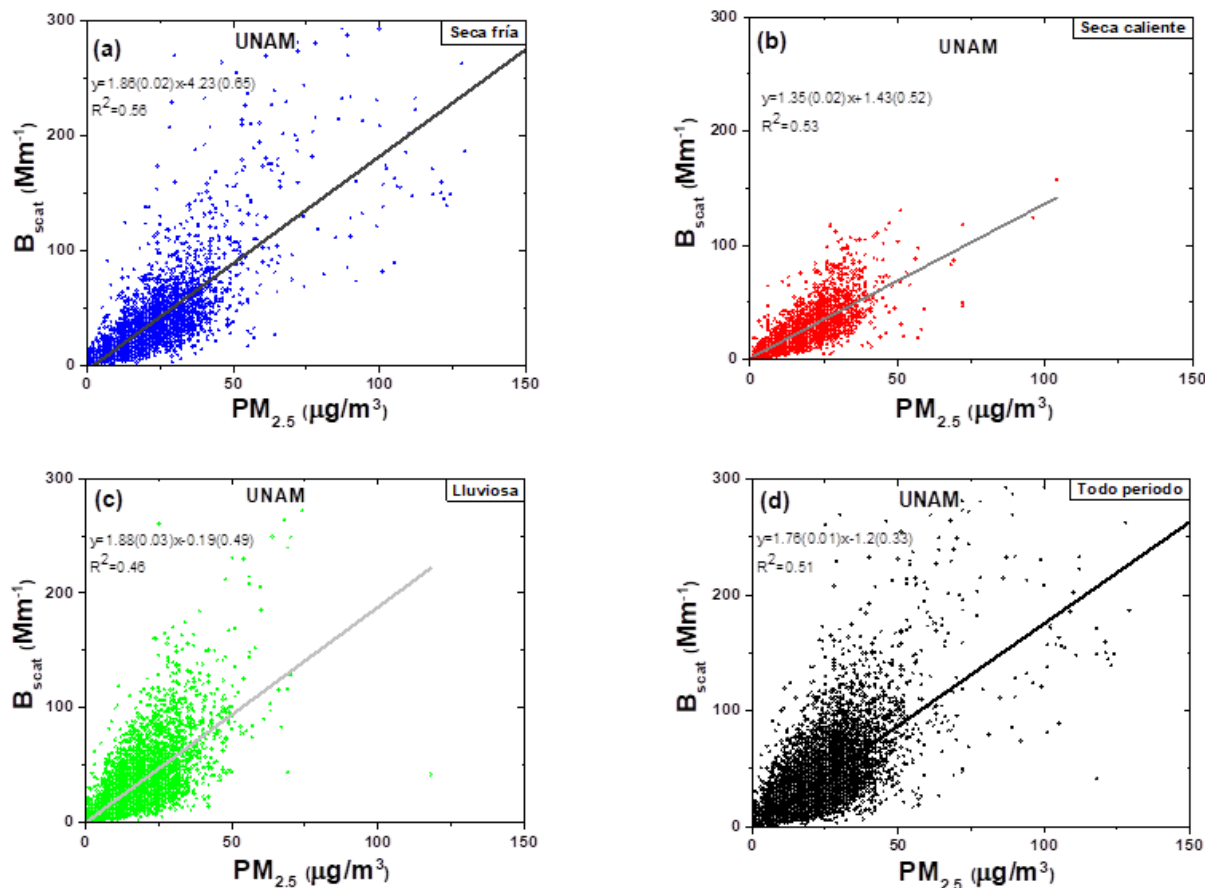 (a)
UNAM
Seca fría
y=1.86(0.02)x-4.23(0.65)
R²=0.56
300
200
100
0
B_scat (Mm⁻¹)
0 50 100 150
PM_2.5 (µg/m³)
(b)
UNAM
Seca caliente
y=1.35(0.02)x+1.43(0.52)
R²=0.53
300
200
100
0
B_scat (Mm⁻¹)
0 50 100 150
PM_2.5 (µg/m³)
(c)
UNAM
Lluviosa
y=1.88(0.03)x-0.19(0.49)
R²=0.46
300
200
100
0
B_scat (Mm⁻¹)
0 50 100 150
PM_2.5 (µg/m³)
(d)
UNAM
Todo periodo
y=1.76(0.01)x-1.2(0.33)
R²=0.51
300
200
100
0
B_scat (Mm⁻¹)
0 50 100 150
PM_2.5 (µg/m³)